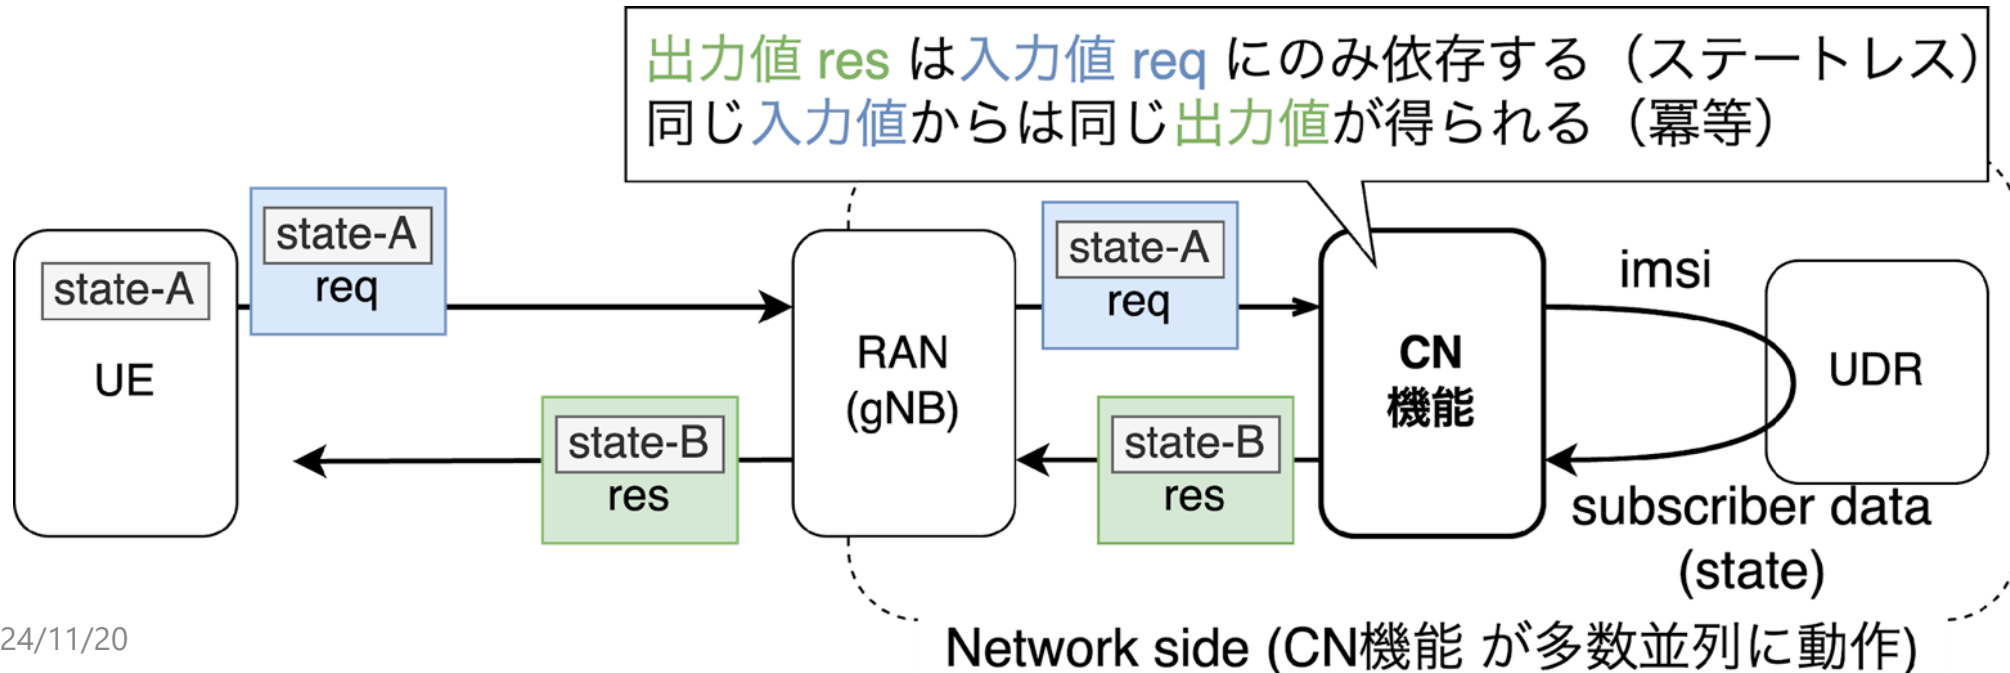 出力値 res は入力値 req にのみ依存する（ステートレス）
同じ入力値からは同じ出力値が得られる（冪等）
state-A
UE
state-A
req
state-B
res
RAN
(gNB)
state-A
req
state-B
res
CN
機能
imsi
UDR
subscriber data
(state)
24/11/20
Network side (CN機能 が多数並列に動作)